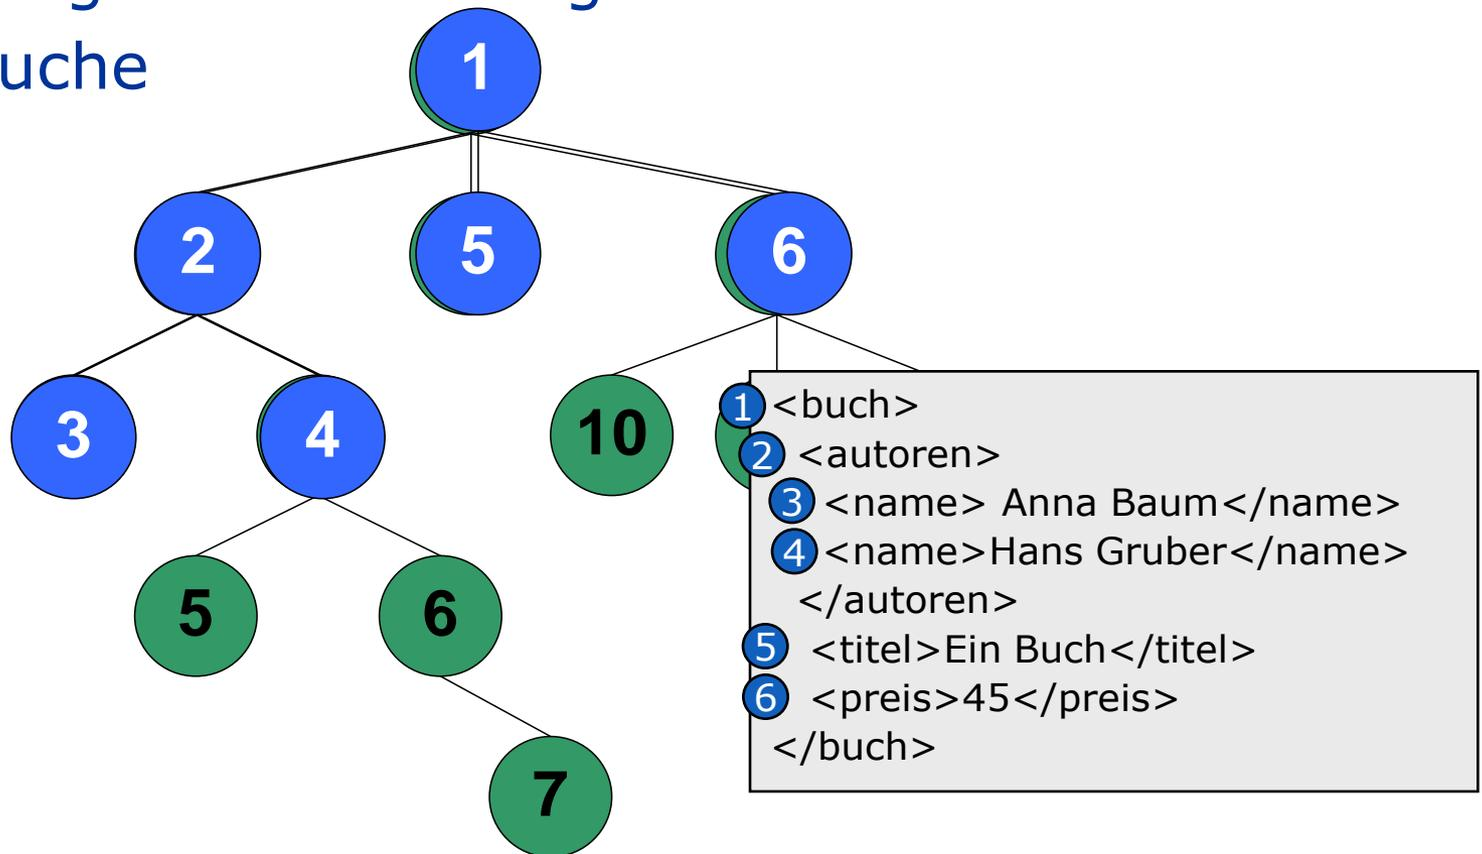 uche
1
2
5
6
3
4
10
5
6
7
1 <buch>
2 <autoren>
3 <name> Anna Baum</name>
4 <name>Hans Gruber</name>
</autoren>
5 <titel>Ein Buch</titel>
6 <preis>45</preis>
</buch>